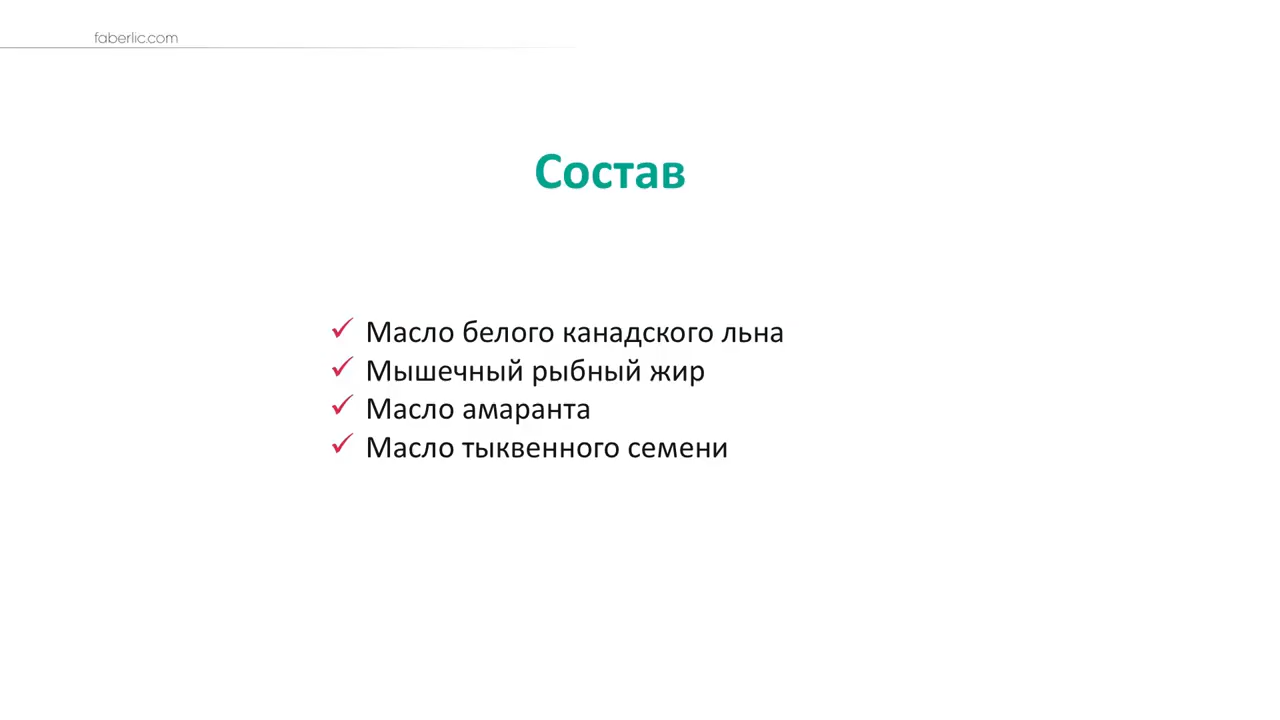 faberlic.com
Состав
✓ Масло белого канадского льна
✓ Мышечный рыбный жир
✓ Масло амаранта
✓ Масло тыквенного семени